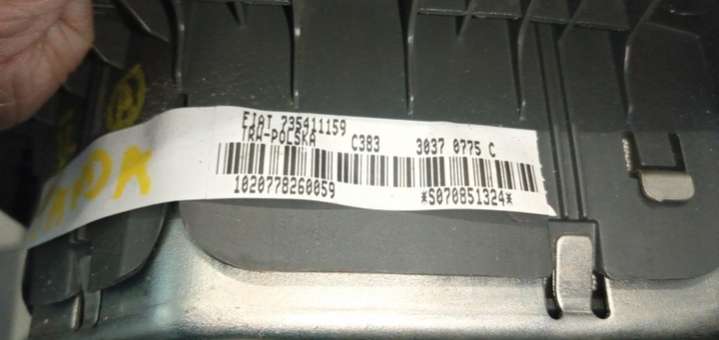 FIAT 735411159
TRW-POLSKA C383 3037 0775 C
1020778260059 *S070851324*